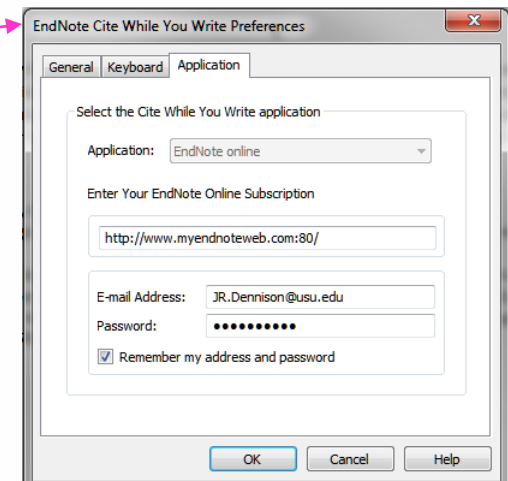 EndNote Cite While You Write Preferences
General Keyboard Application
Select the Cite While You Write application
Application: EndNote online
Enter Your EndNote Online Subscription
http://www.myendnoteweb.com:80/
E-mail Address: JR.Dennison@usu.edu
Password: ••••••••••
Remember my address and password
OK Cancel Help